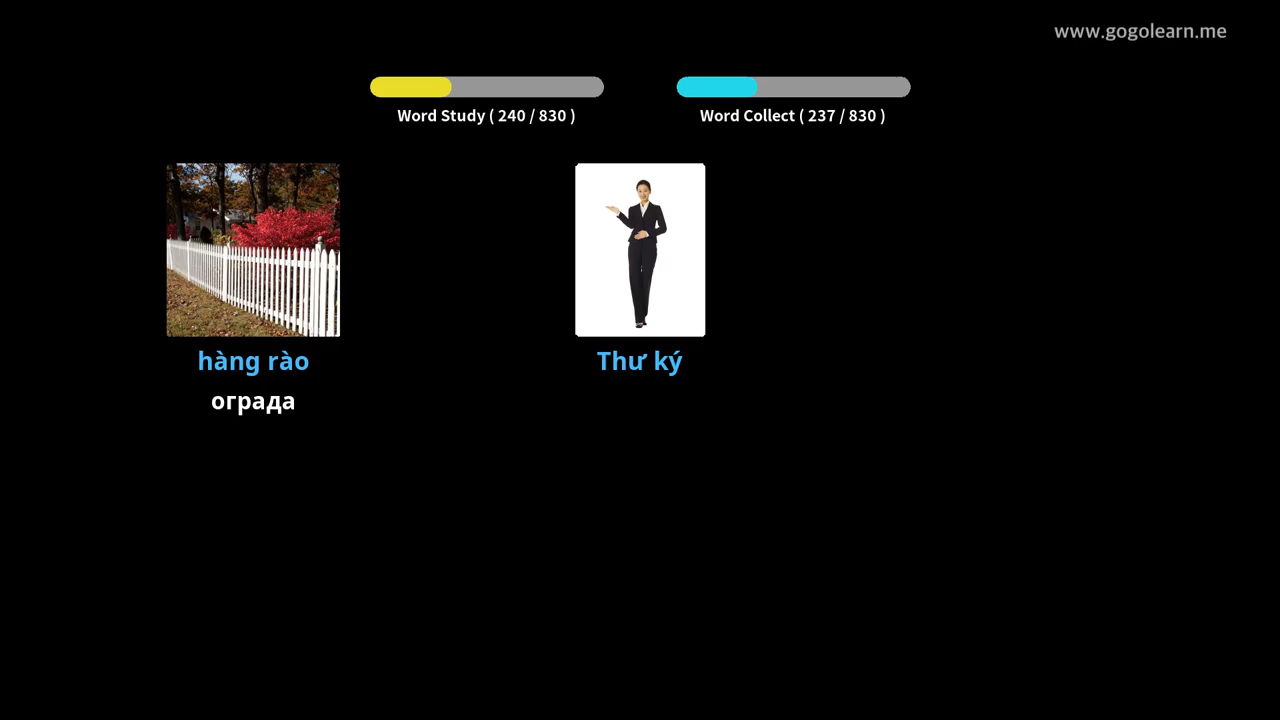 www.gogolearn.me
Word Study ( 240 / 830 )
Word Collect ( 237 / 830 )
hàng rào
ограда
Thư ký